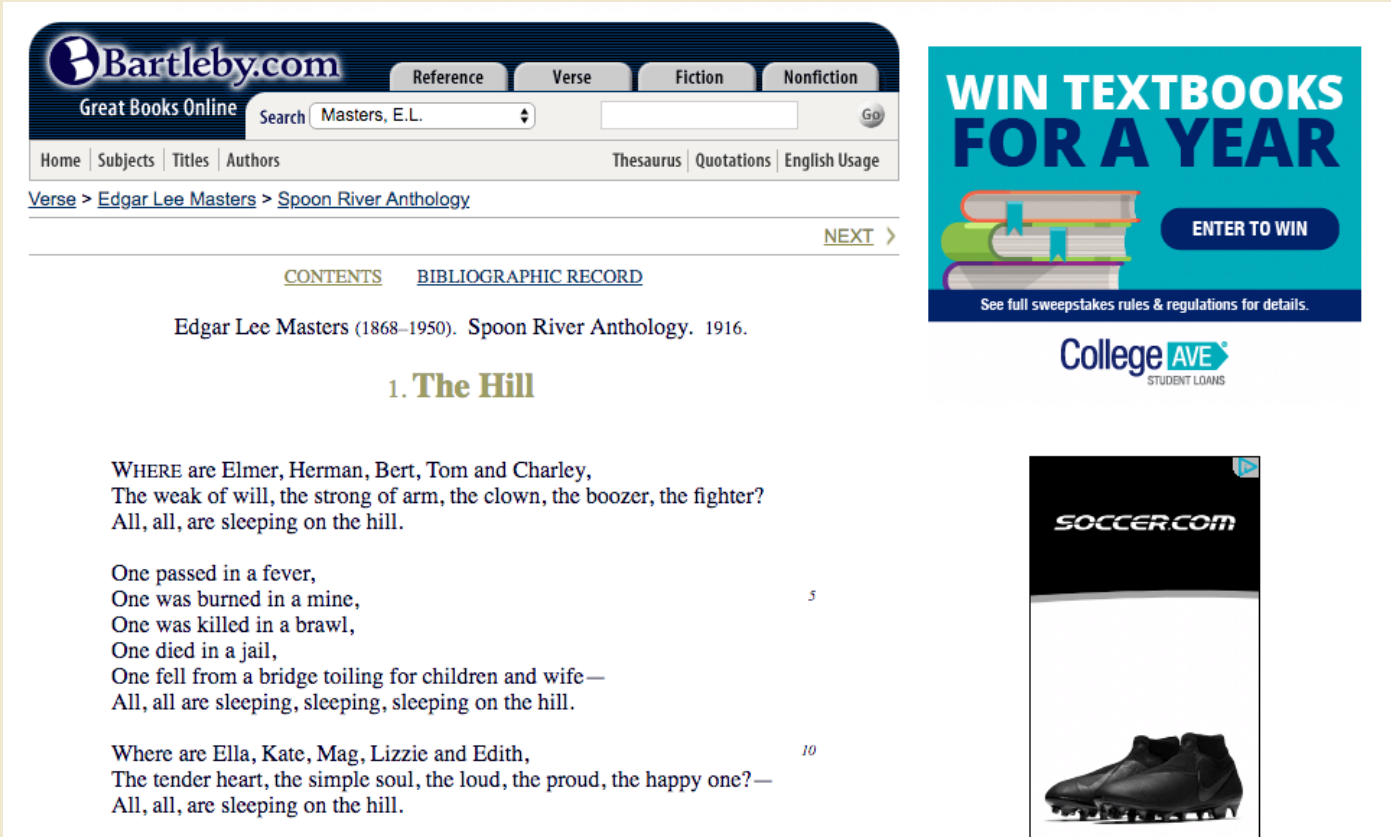 Bartleby.com
Great Books Online
Reference Verse Fiction Nonfiction
Search Masters, E.L. Go
Home Subjects Titles Authors Thesaurus Quotations English Usage
Verse > Edgar Lee Masters > Spoon River Anthology
NEXT >
CONTENTS BIBLIOGRAPHIC RECORD
Edgar Lee Masters (1868–1950). Spoon River Anthology. 1916.
1. The Hill
WHERE are Elmer, Herman, Bert, Tom and Charley,
The weak of will, the strong of arm, the clown, the boozer, the fighter?
All, all, are sleeping on the hill.
One passed in a fever,
One was burned in a mine, 5
One was killed in a brawl,
One died in a jail,
One fell from a bridge toiling for children and wife—
All, all are sleeping, sleeping, sleeping on the hill.
Where are Ella, Kate, Mag, Lizzie and Edith, 10
The tender heart, the simple soul, the loud, the proud, the happy one?—
All, all, are sleeping on the hill.
WIN TEXTBOOKS
FOR A YEAR
ENTER TO WIN
See full sweepstakes rules & regulations for details.
College AVE
STUDENT LOANS
SOCCER.COM